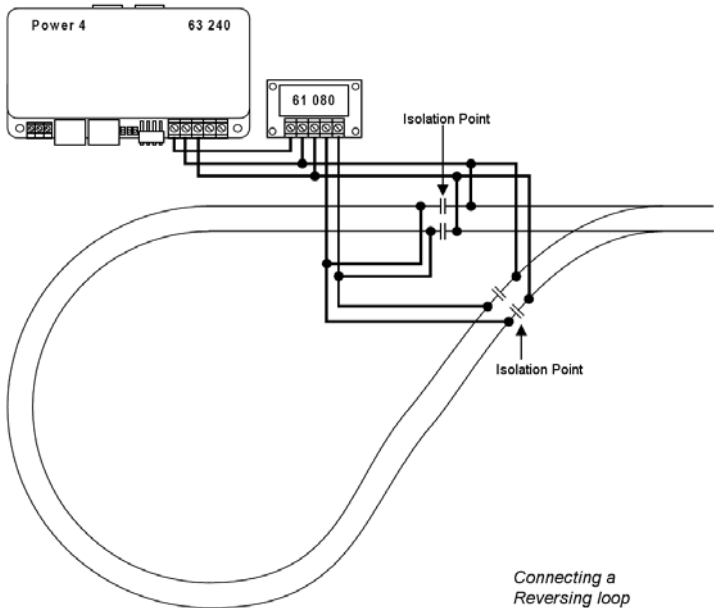 Power 4 63 240
61 080
Isolation Point
Isolation Point
Connecting a
Reversing loop